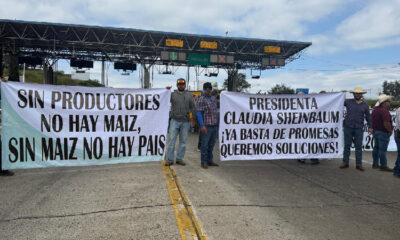 SIN PRODUCTORES
NO HAY MAIZ,
SIN MAIZ NO HAY PAIS
PRESIDENTA
CLAUDIA SHEINBAUM
¡YA BASTA DE PROMESAS
QUEREMOS SOLUCIONES!